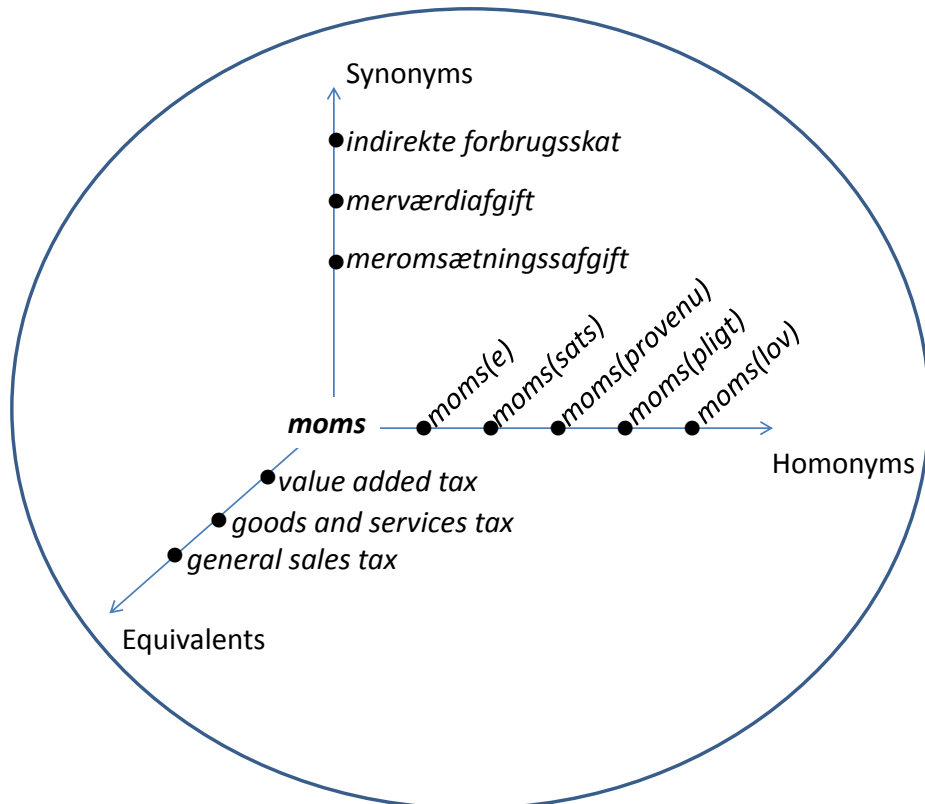 Synonyms
indirekte forbrugsskat
merværdiafgift
meromsætningssafgift
moms(e)
moms(sats)
moms(provenu)
moms(pligt)
moms(lov)
moms
Homonyms
value added tax
goods and services tax
general sales tax
Equivalents